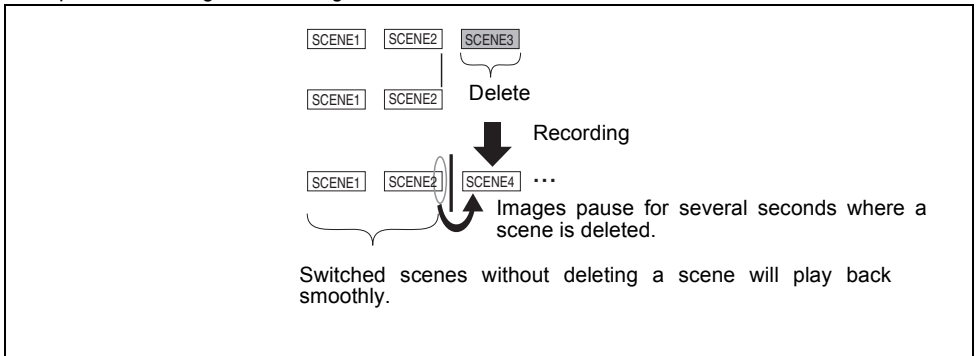 SCENE1 SCENE2 SCENE3
Delete
SCENE1 SCENE2
Recording
SCENE1 SCENE2 SCENE4 ...
Images pause for several seconds where a
scene is deleted.
Switched scenes without deleting a scene will play back
smoothly.